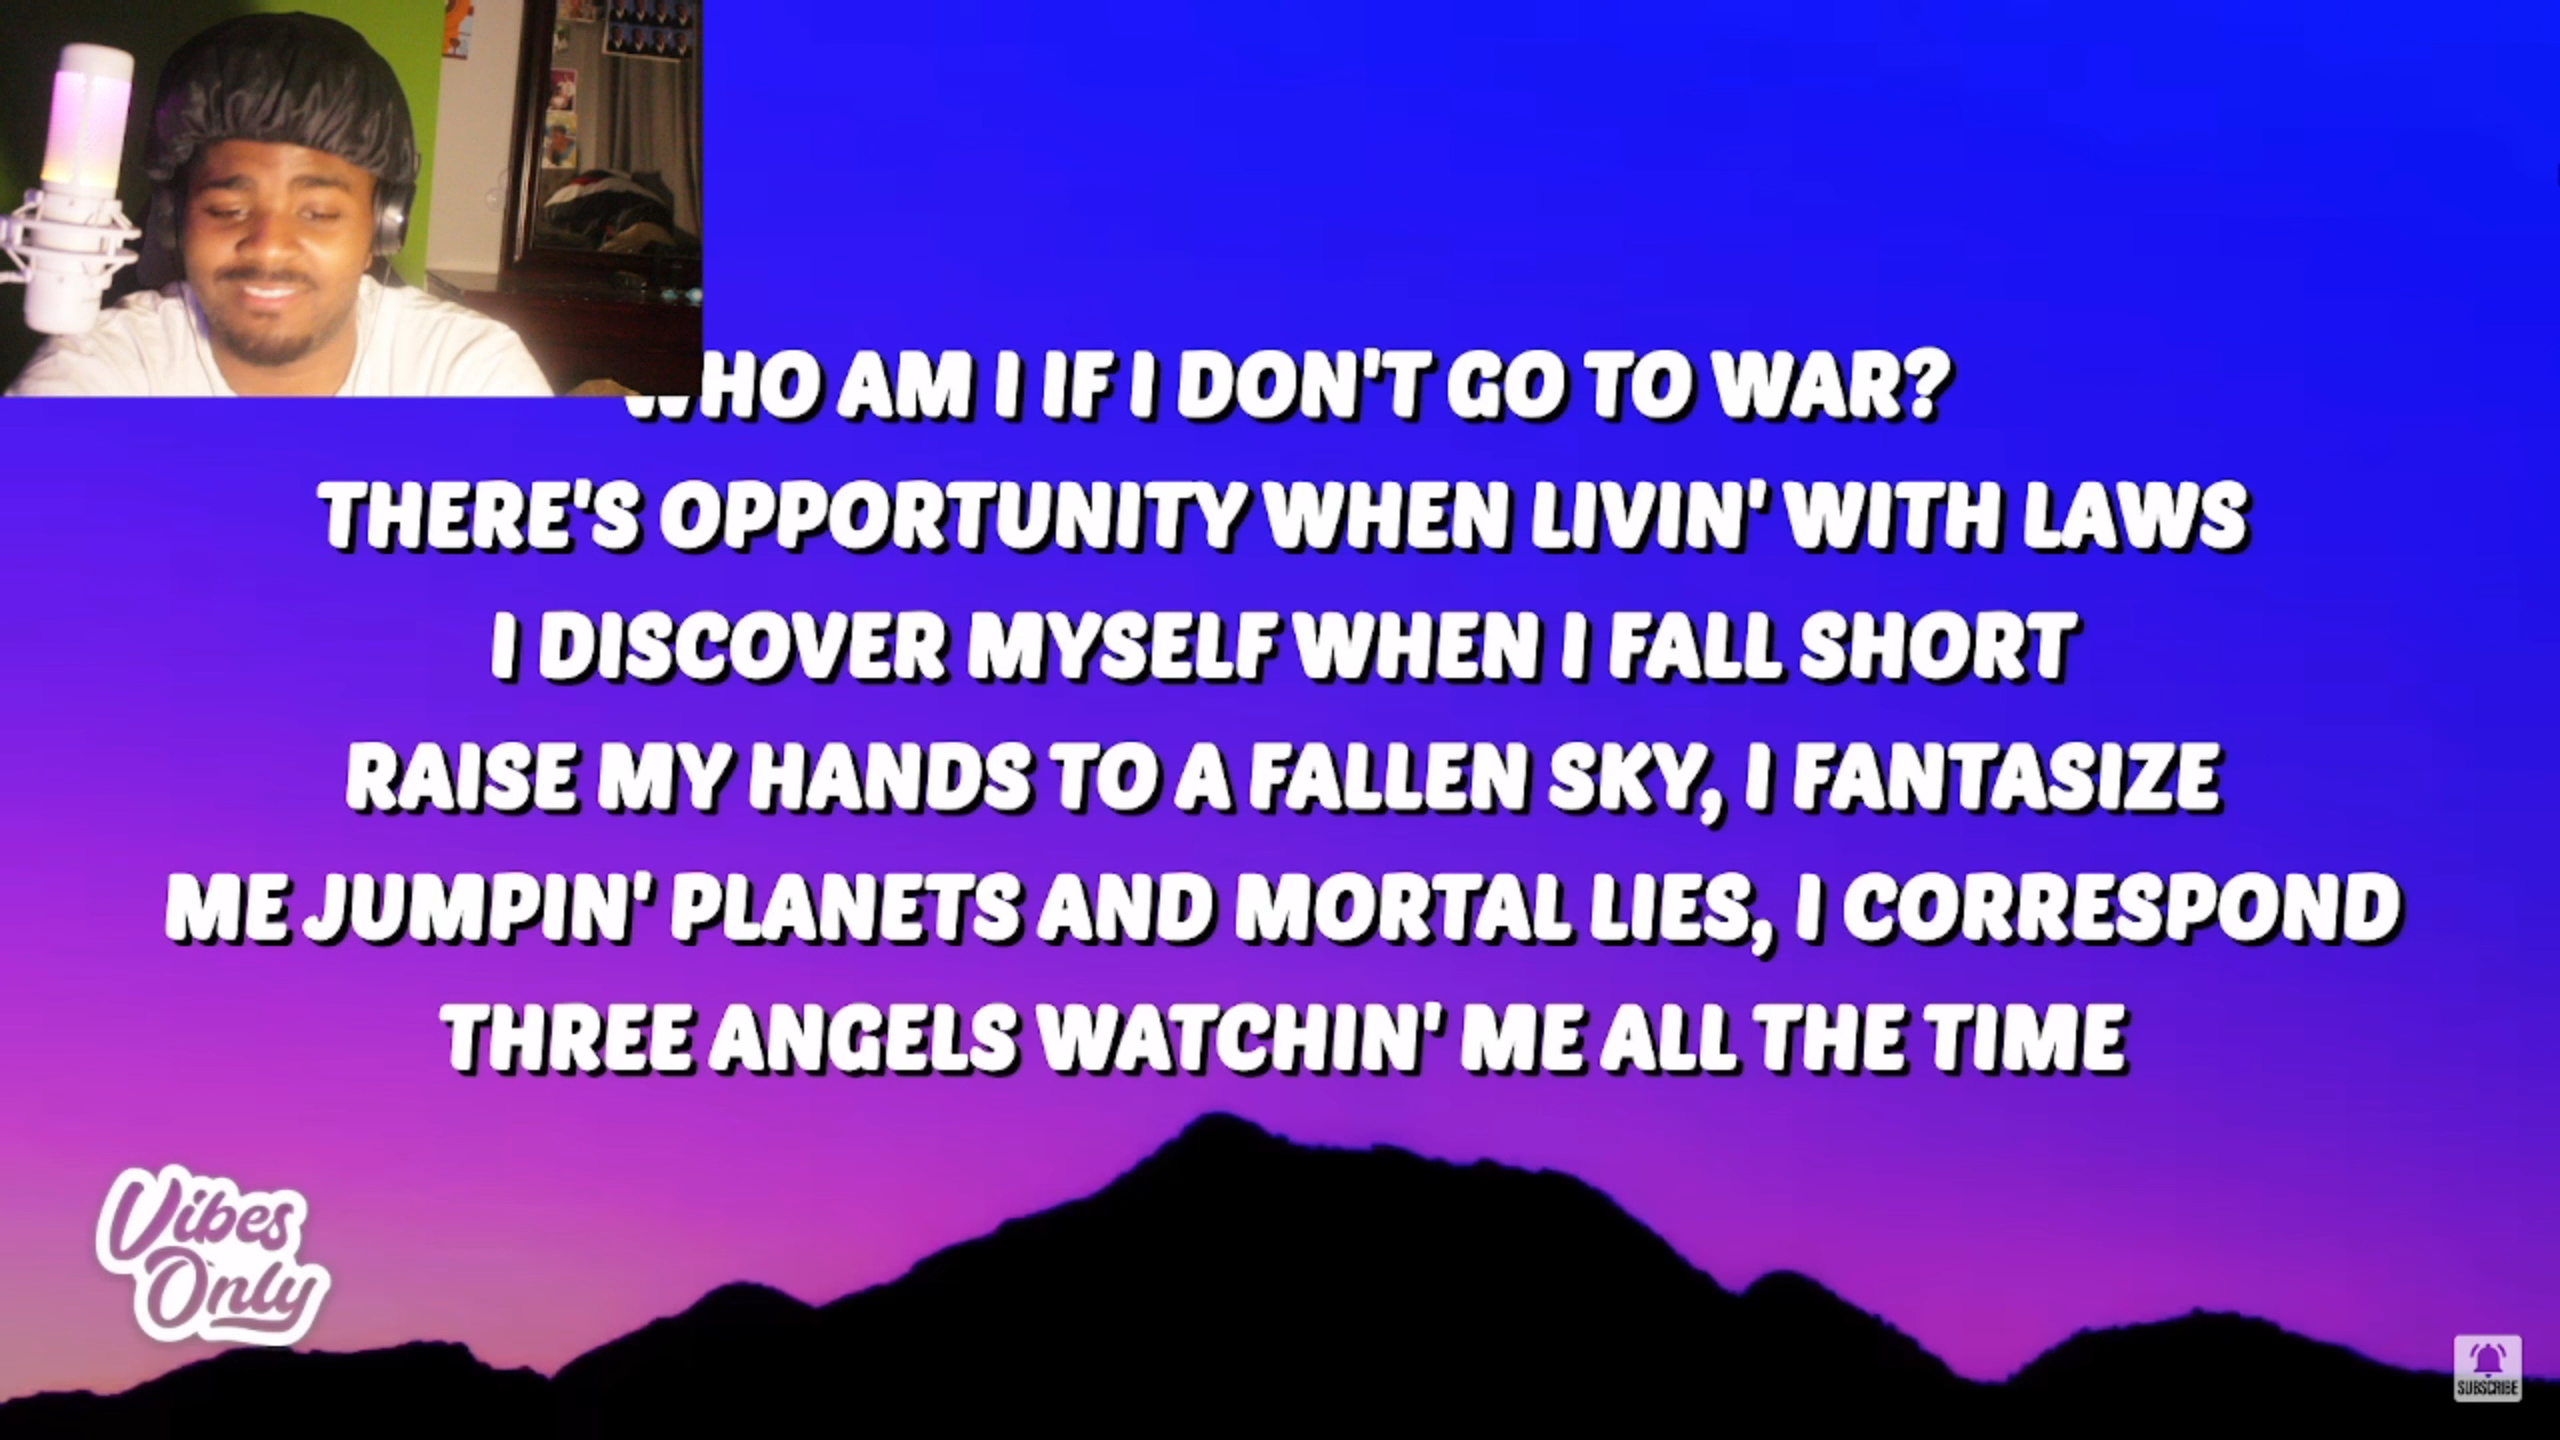 WHO AM I IF I DON'T GO TO WAR?
THERE'S OPPORTUNITY WHEN LIVIN' WITH LAWS
I DISCOVER MYSELF WHEN I FALL SHORT
RAISE MY HANDS TO A FALLEN SKY, I FANTASIZE
ME JUMPIN' PLANETS AND MORTAL LIES, I CORRESPOND
THREE ANGELS WATCHIN' ME ALL THE TIME
Vibes
Only
SUBSCRIBE